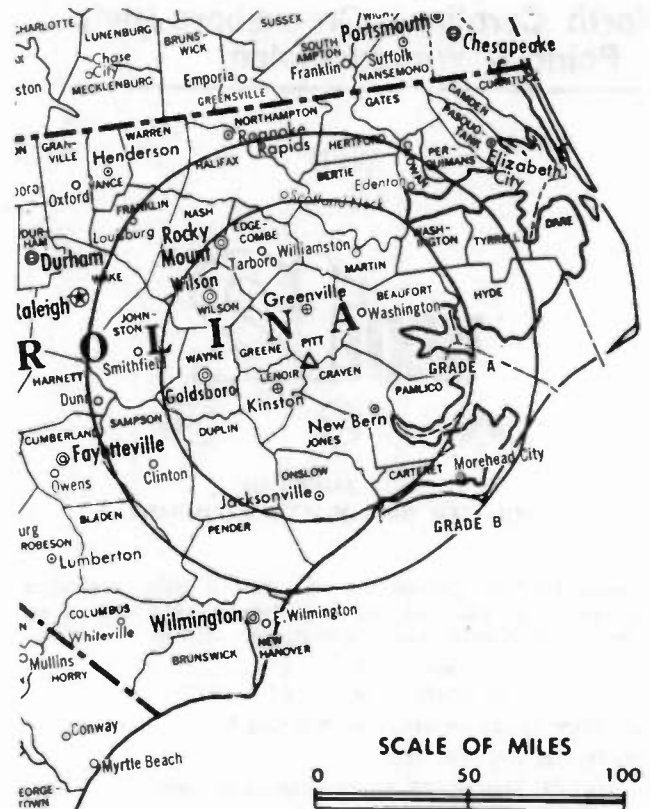 CHARLOTTE
LUNENBURG
BRUNS-
WICK
SUSSEX
SOUTH
AMPTON
Portsmouth
Chesapeake
Chase
City
MECKLENBURG
Emporia
Franklin
Suffolk
NANSEMOND
GREENSVILLE
GATES
CURRITUCK
CAMDEN
PASQUO-
TANK
NORTHAMPTON
WARREN
GRAN-
VILLE
Henderson
VANCE
Roanoke
Rapids
HERTFORD
CHOWAN
PER-
QUIMANS
Elizabeth
City
HALIFAX
BERTIE
Edenton
Oxford
FRANKLIN
Louisburg
NASH
Scotland Neck
DUR-
HAM
Durham
Rocky
Mount
EDGE-
COMBE
Tarboro
Williamston
MARTIN
WASH-
INGTON
TYRRELL
DARE
WAKE
Raleigh
Wilson
WILSON
Greenville
BEAUFORT
Washington
HYDE
JOHN-
STON
R O L I N A
Smithfield
WAYNE
GREENE
PITT
GRADE A
HARNETT
Dunn
Goldsboro
LENOIR
Kinston
CRAVEN
PAMLICO
SAMPSON
DUPLIN
New Bern
JONES
CUMBERLAND
Fayetteville
Owens
Clinton
ONSLOW
Jacksonville
CARTERET
Morehead City
BLADEN
PENDER
GRADE B
ROBESON
Lumberton
COLUMBUS
Whiteville
Wilmington
E. Wilmington
NEW
HANOVER
BRUNSWICK
Mullins
HORRY
Conway
Myrtle Beach
SCALE OF MILES
0 50 100